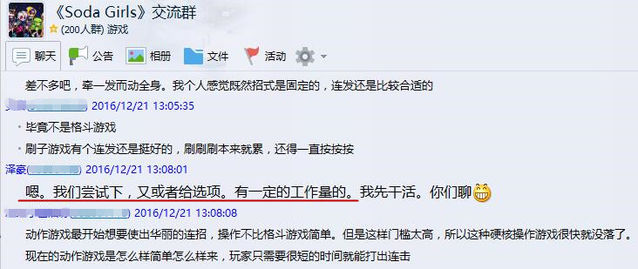 《Soda Girls》交流群
(200人群) 游戏
聊天 公告 相册 文件 活动
差不多吧，牵一发而动全身。我个人感觉既然招式是固定的，连发还是比较合适的
2016/12/21 13:05:35
毕竟不是格斗游戏
刷子游戏有个连发还是挺好的，刷刷刷本来就累，还得一直按按按
泽豪( 2016/12/21 13:08:01
嗯。我们尝试下，又或者给选项。有一定的工作量的。我先干活。你们聊
2016/12/21 13:08:08
动作游戏最开始想要使出华丽的连招，操作不比格斗游戏简单。但是这样门槛太高，所以这种硬核操作游戏很快就没落了。
现在的动作游戏是怎么样简单怎么样来，玩家只需要很短的时间就能打出连击